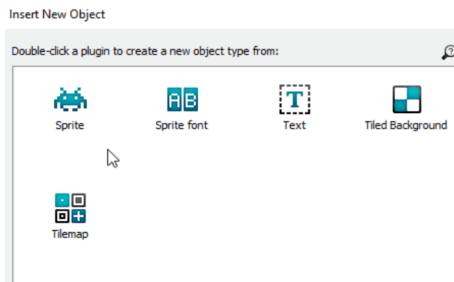 Insert New Object
Double-click a plugin to create a new object type from:
AB
T
Sprite
Sprite font
Text
Tiled Background
Tilemap